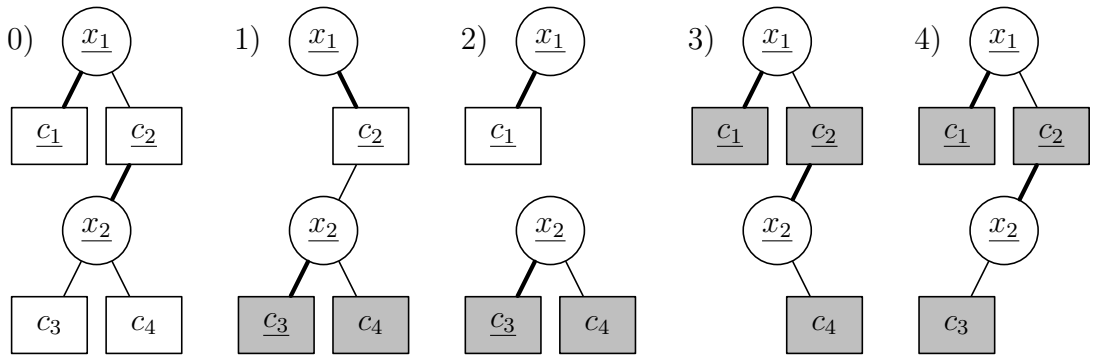 0) x₁ 1) x₁ 2) x₁ 3) x₁ 4) x₁
c₁ c₂ c₂ c₁ c₁ c₂ c₁ c₂
x₂ x₂ x₂ x₂ x₂
c₃ c₄ c₃ c₄ c₃ c₄ c₄ c₃